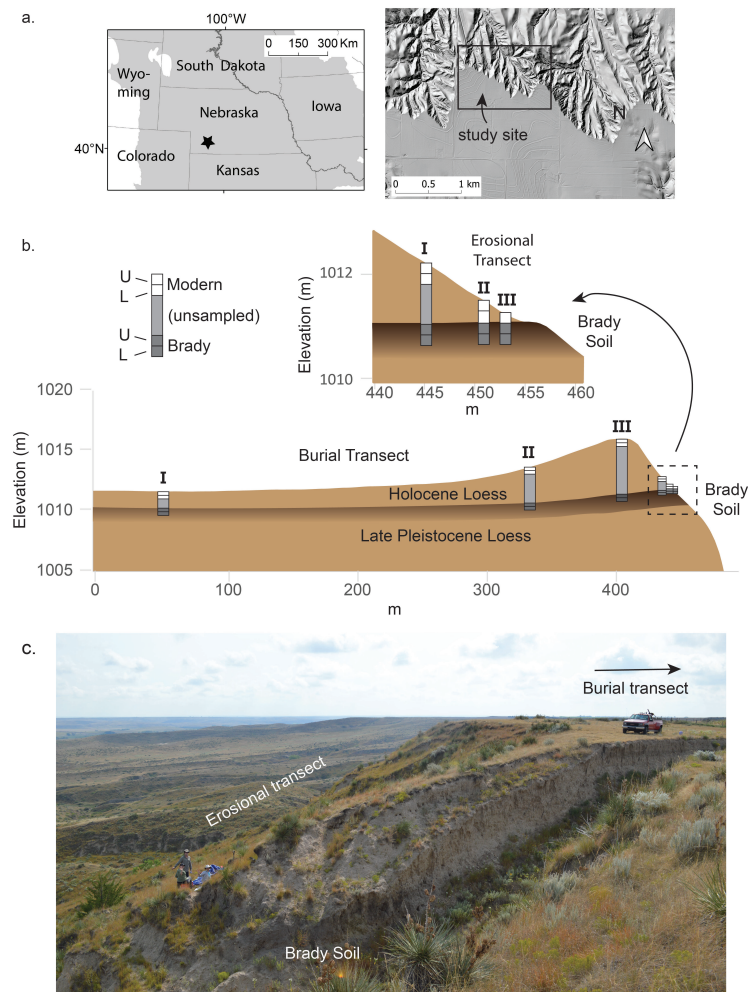 a.
100°W
0 150 300 Km
Wyo-
ming
South Dakota
Nebraska
Iowa
40°N
Colorado
Kansas
study site
N
0 0.5 1 km
b.
U
L
Modern
(unsampled)
U
L
Brady
Elevation (m)
1012
1010
I
II
III
Erosional
Transect
Brady
Soil
440 445 450 455 460
m
Elevation (m)
1020
1015
1010
1005
I
Burial Transect
II
III
Holocene Loess
Brady
Soil
Late Pleistocene Loess
0 100 200 300 400
m
c.
Burial transect
Erosional transect
Brady Soil